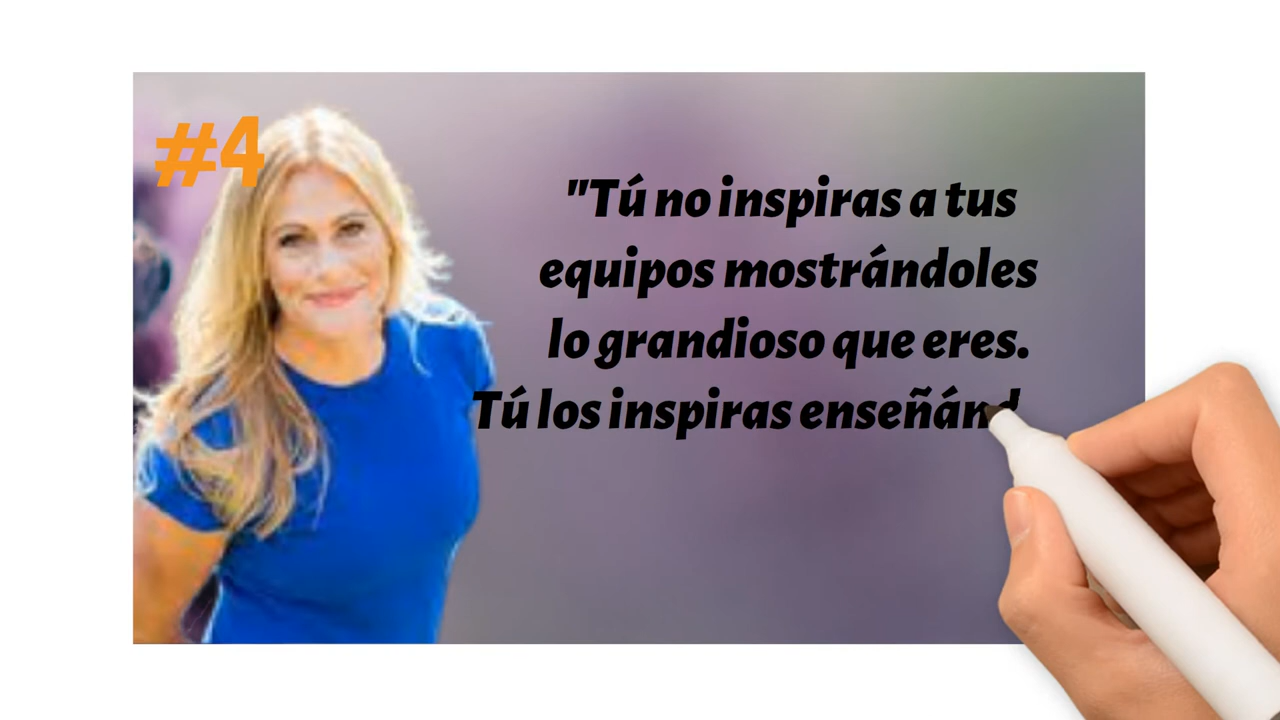 #4
"Tú no inspiras a tus
equipos mostrándoles
lo grandioso que eres.
Tú los inspiras enseñánd